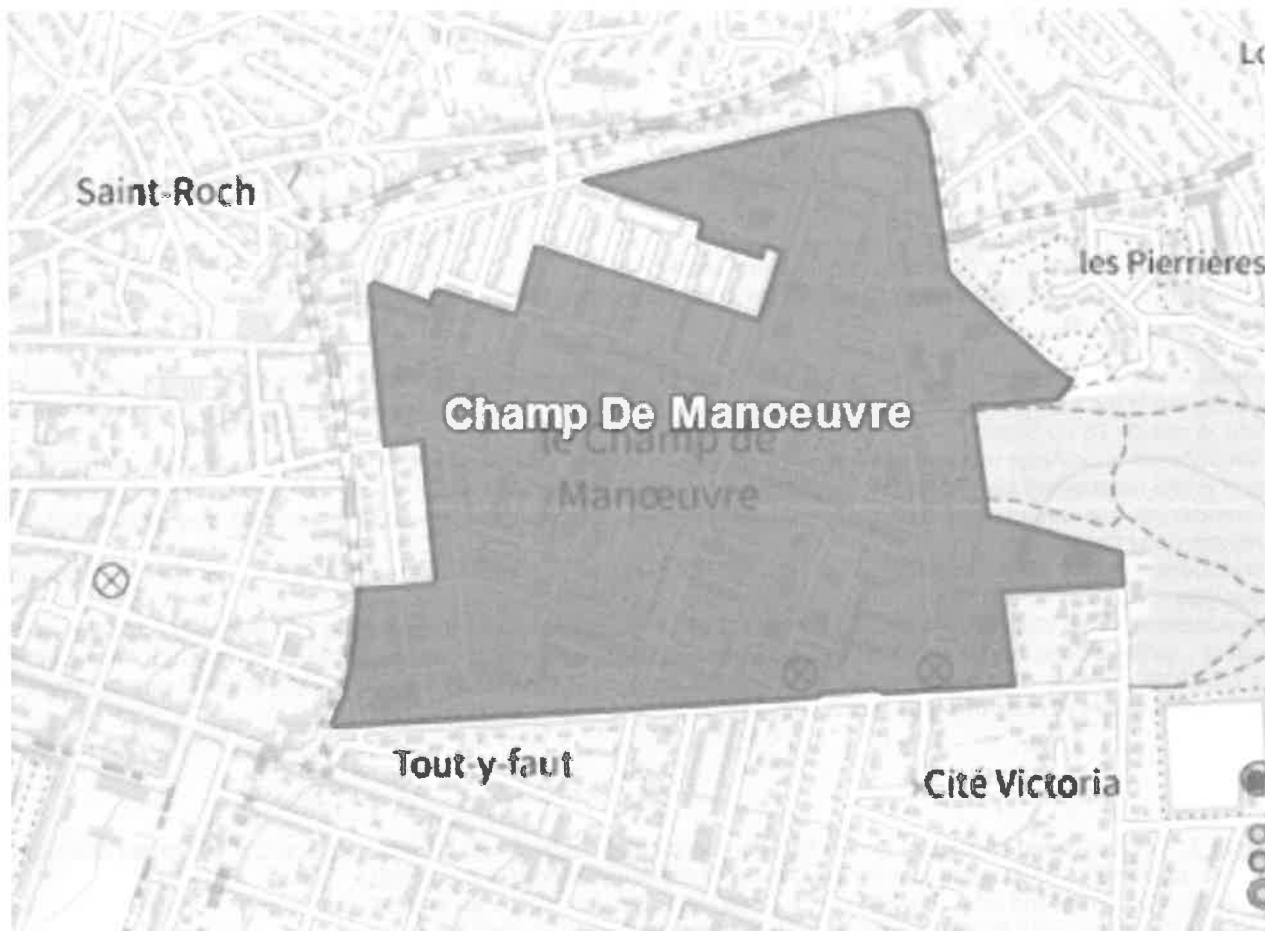 Saint-Roch
les Pierrières
Champ De Manoeuvre
le Champ de
Manœuvre
Tout-y-faut
Cité Victoria